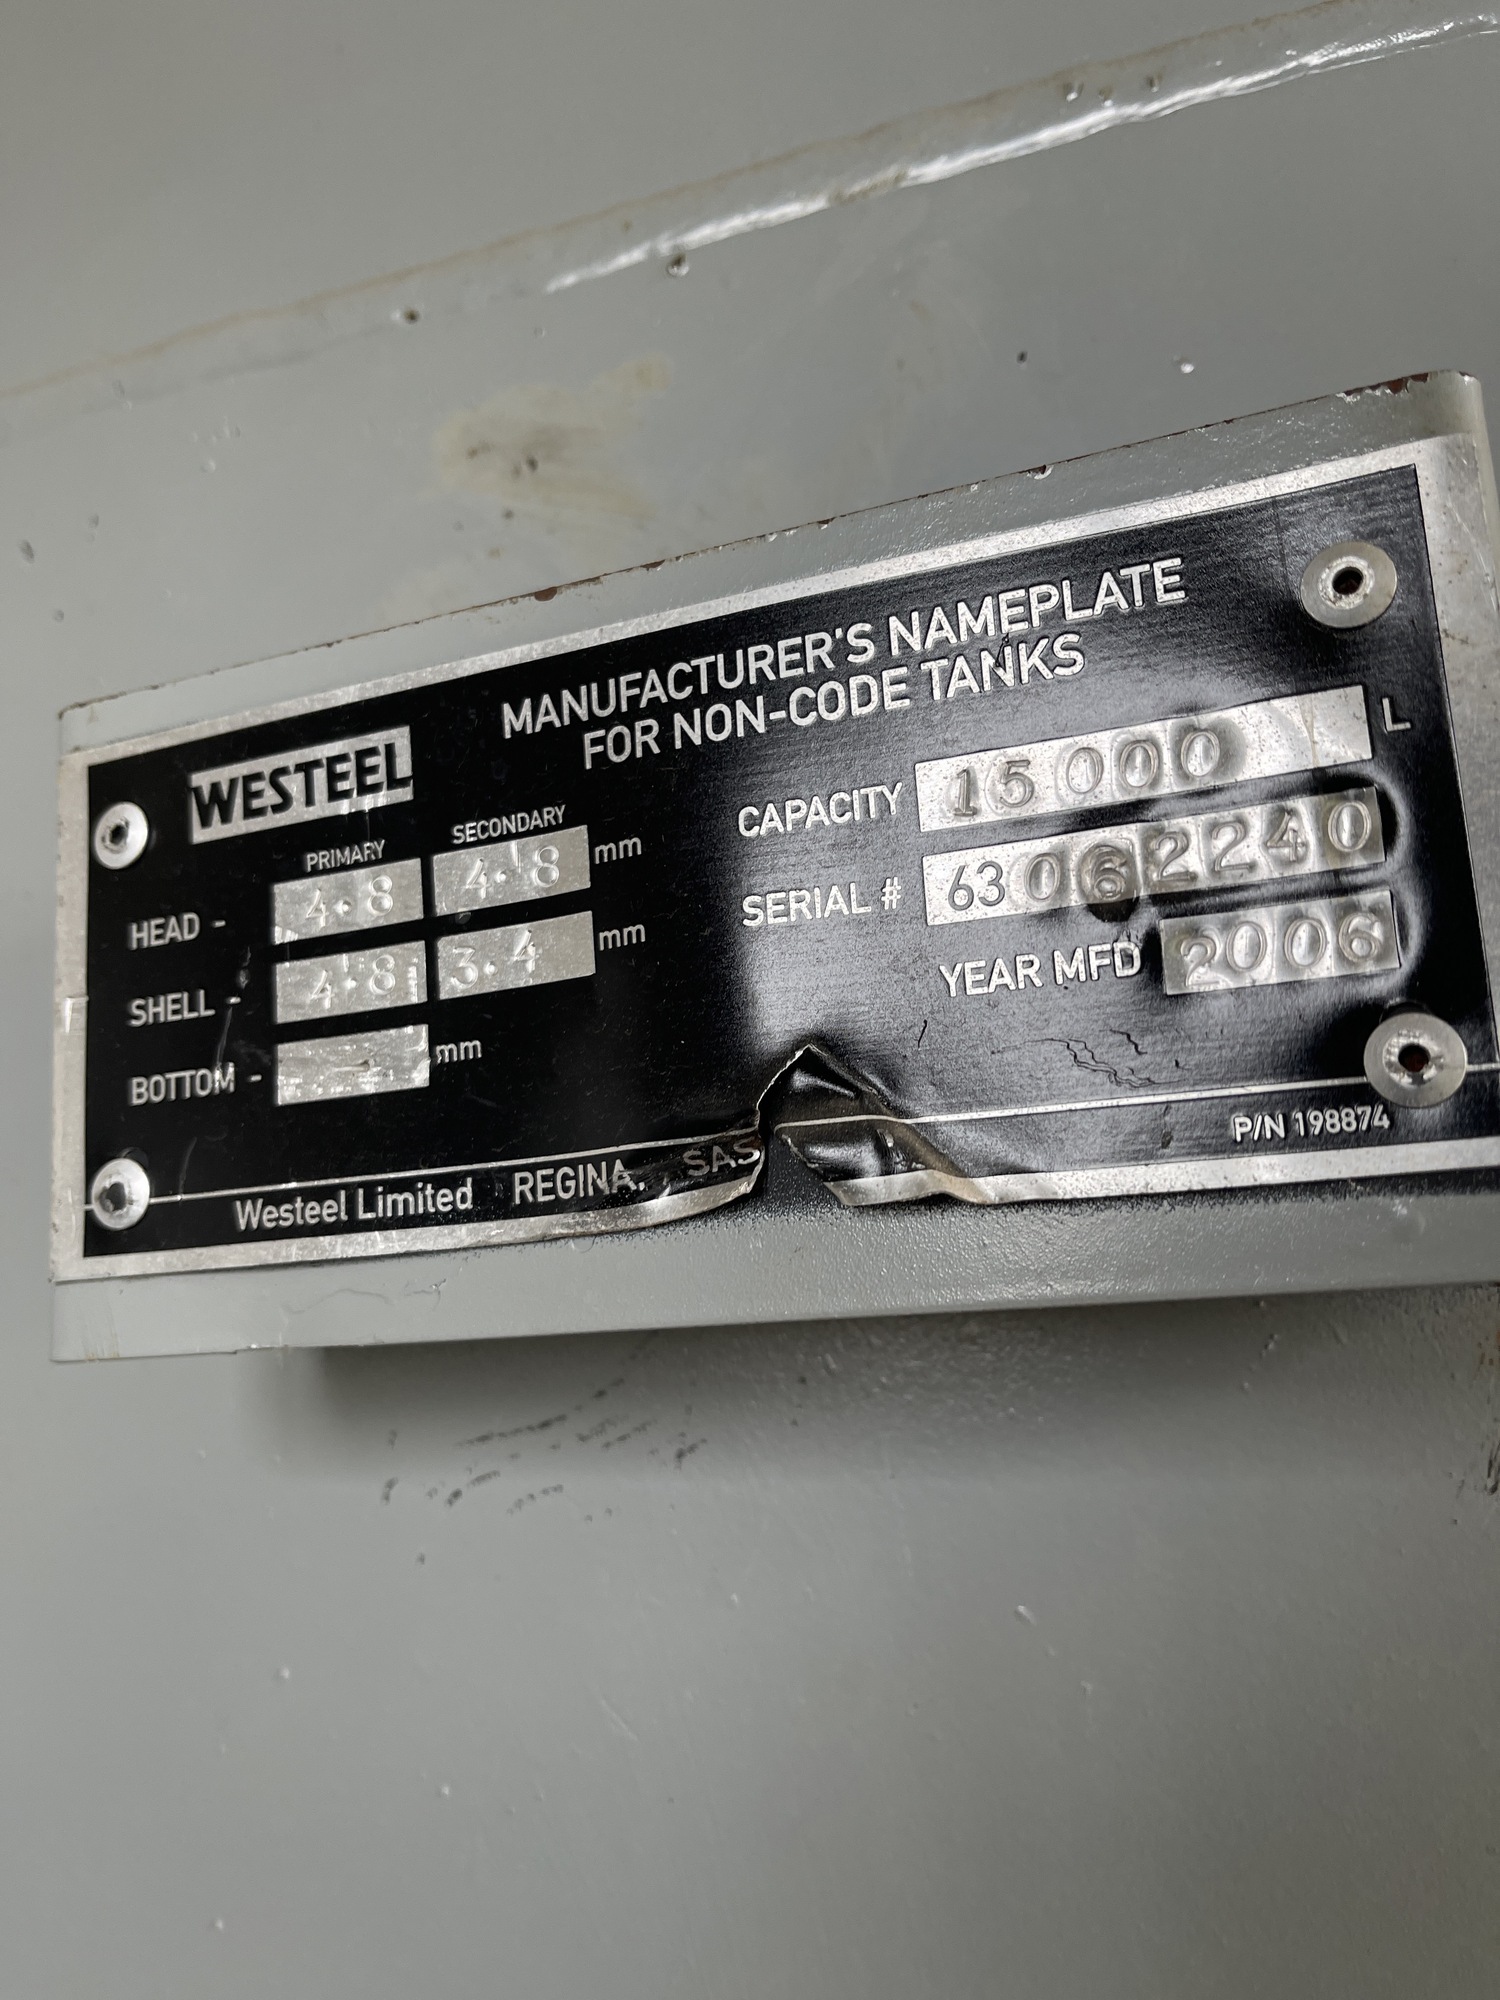 WESTEEL
MANUFACTURER'S NAMEPLATE
FOR NON-CODE TANKS
PRIMARY SECONDARY
HEAD - 4.8 4.8 mm
SHELL - 4.8 3.4 mm
BOTTOM - - mm
CAPACITY 15000 L
SERIAL # 63062240
YEAR MFD 2006
Westeel Limited REGINA, SAS
P/N 198874